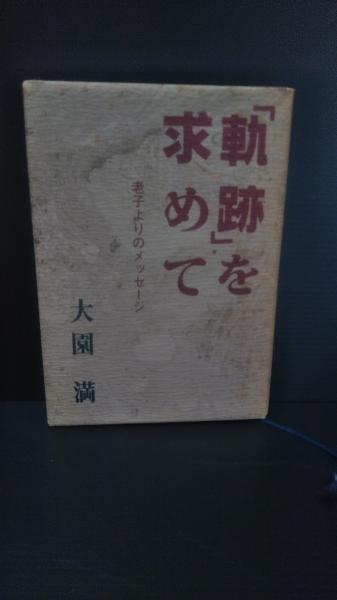 「軌跡」を
求めて
老子よりのメッセージ
大園 満